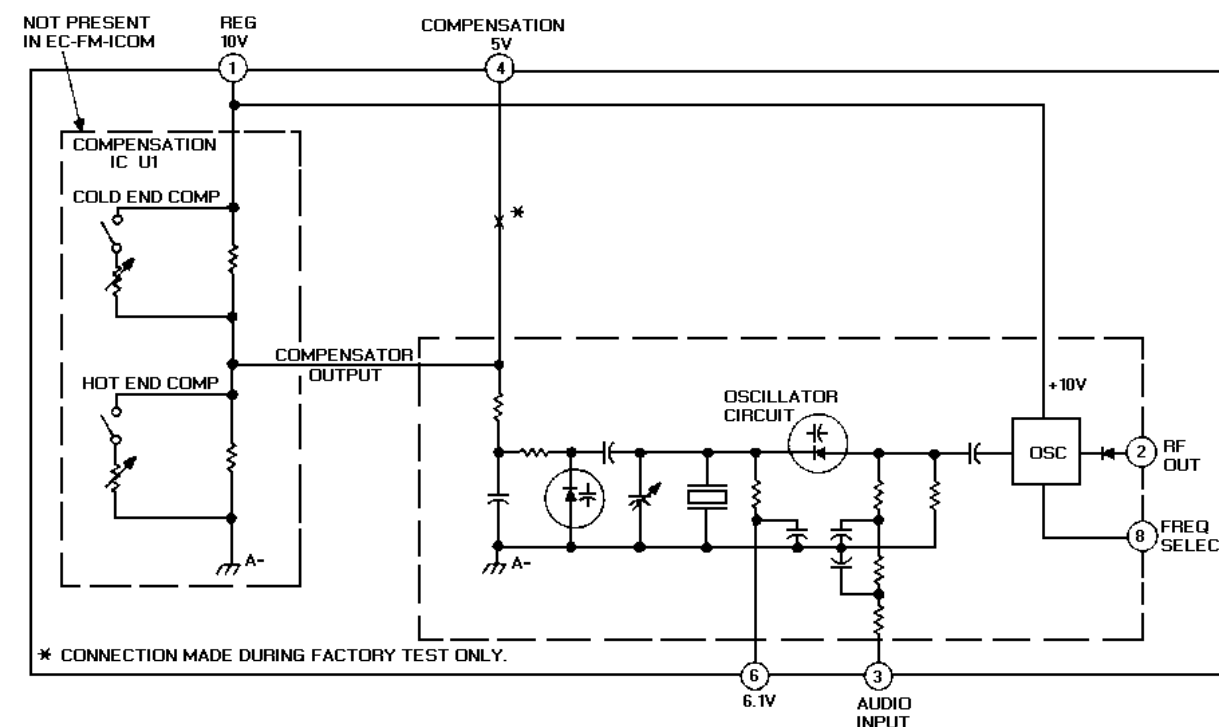 NOT PRESENT
IN EC-FM-ICOM
REG
10V
1
COMPENSATION
5V
4
COMPENSATION
IC U1
COLD END COMP
*
COMPENSATOR
OUTPUT
HOT END COMP
A-
OSCILLATOR
CIRCUIT
+10V
OSC
2
RF
OUT
8
FREQ
SELEC
A-
* CONNECTION MADE DURING FACTORY TEST ONLY.
6
6.1V
3
AUDIO
INPUT